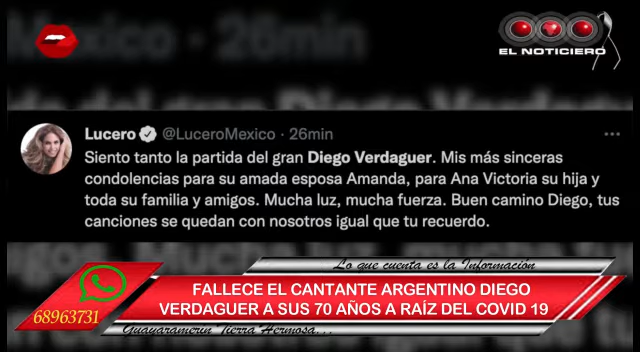 Mexico · 26min
EL NOTICIERO
Lucero @LuceroMexico · 26min
Siento tanto la partida del gran Diego Verdaguer. Mis más sinceras
condolencias para su amada esposa Amanda, para Ana Victoria su hija y
toda su familia y amigos. Mucha luz, mucha fuerza. Buen camino Diego, tus
canciones se quedan con nosotros igual que tu recuerdo.
Lo que cuenta es la Información
FALLECE EL CANTANTE ARGENTINO DIEGO
VERDAGUER A SUS 70 AÑOS A RAÍZ DEL COVID 19
68963731
Guayaramerín Tierra Hermosa...